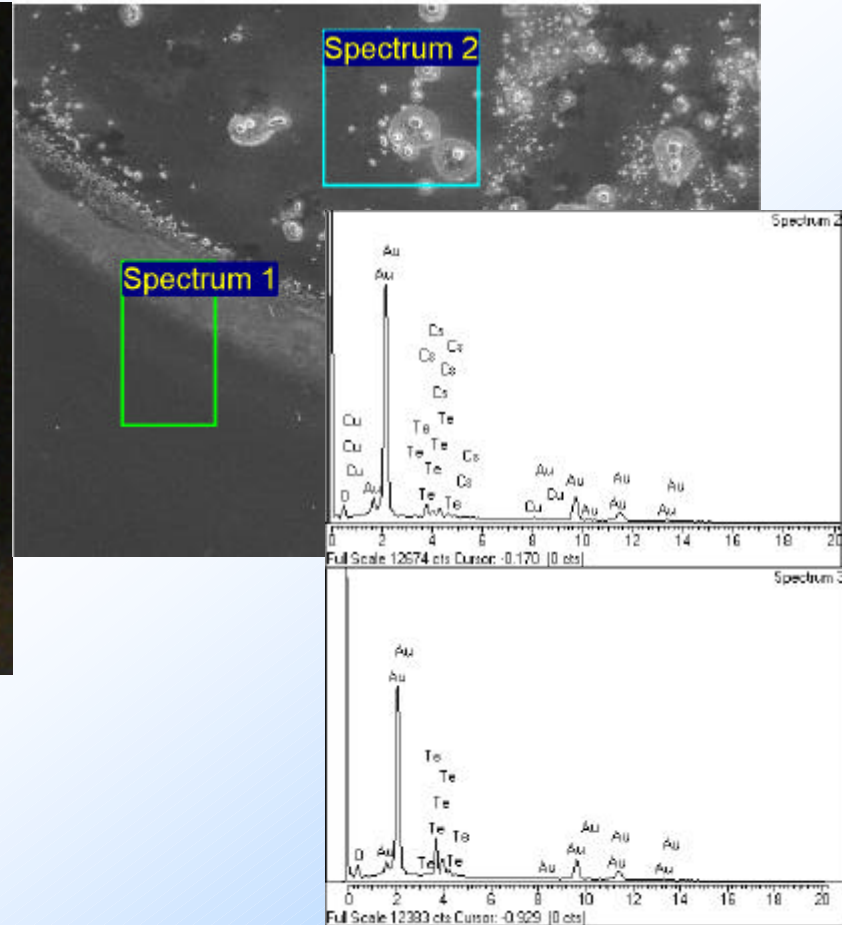 Spectrum 2
Spectrum 1
Spectrum 2
Au
Au
Cs
Cs
Cs
Cs
Cs
Cu
Te
Te
Cu
Te
Te
Cs
Cu
Te
Cs
Au
Au
Au
Au
O
Au
Te
Te
Cu
Cu
Au
Au
Au
0 2 4 6 8 10 12 14 16 18 20
Full Scale 12674 cts Cursor: -0.170 (0 cts)
Spectrum 3
Au
Au
Te
Te
Te
Te
Te
Au
Au
Au
O
Au
Te
Te
Au
Au
Au
Au
0 2 4 6 8 10 12 14 16 18 20
Full Scale 12383 cts Cursor: -0.929 (0 cts)